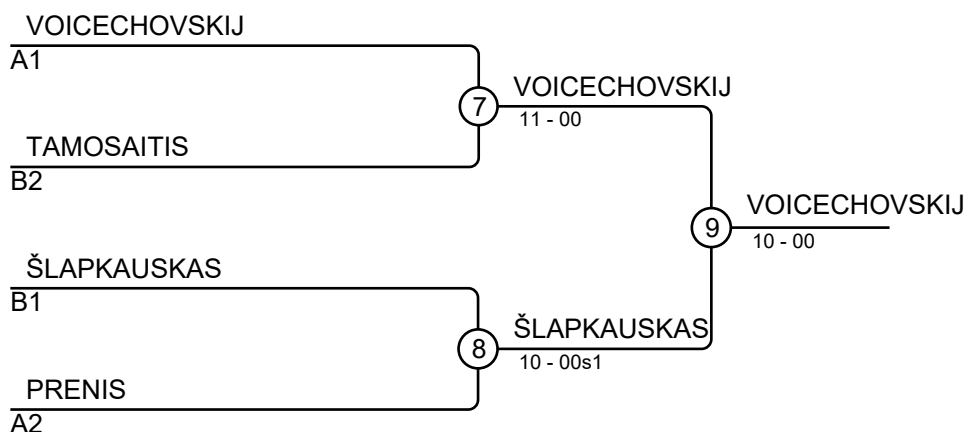 VOICECHOVSKIJ
A1
7
VOICECHOVSKIJ
11 - 00
TAMOSAITIS
B2
9
VOICECHOVSKIJ
10 - 00
ŠLAPKAUSKAS
B1
8
ŠLAPKAUSKAS
10 - 00s1
PRENIS
A2